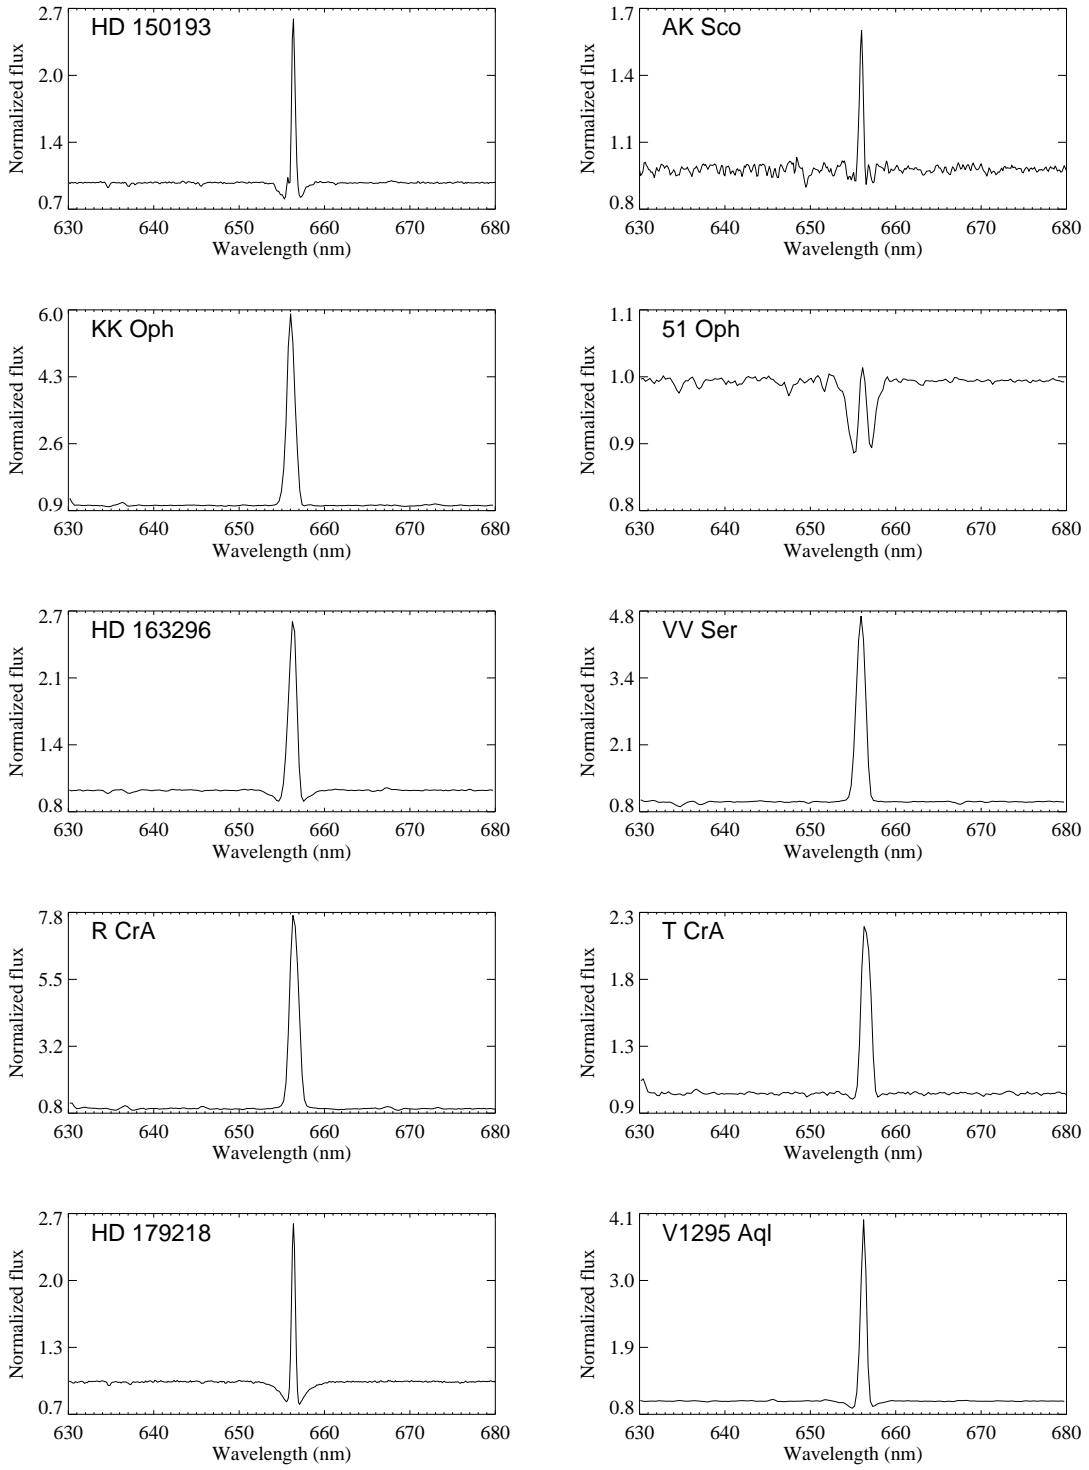 HD 150193
Normalized flux
2.7
2.0
1.4
0.7
630 640 650 660 670 680
Wavelength (nm)
AK Sco
Normalized flux
1.7
1.4
1.1
0.8
630 640 650 660 670 680
Wavelength (nm)
KK Oph
Normalized flux
6.0
4.3
2.6
0.9
630 640 650 660 670 680
Wavelength (nm)
51 Oph
Normalized flux
1.1
1.0
0.9
0.8
630 640 650 660 670 680
Wavelength (nm)
HD 163296
Normalized flux
2.7
2.1
1.4
0.8
630 640 650 660 670 680
Wavelength (nm)
VV Ser
Normalized flux
4.8
3.4
2.1
0.8
630 640 650 660 670 680
Wavelength (nm)
R CrA
Normalized flux
7.8
5.5
3.2
0.8
630 640 650 660 670 680
Wavelength (nm)
T CrA
Normalized flux
2.3
1.8
1.3
0.9
630 640 650 660 670 680
Wavelength (nm)
HD 179218
Normalized flux
2.7
2.0
1.3
0.7
630 640 650 660 670 680
Wavelength (nm)
V1295 Aql
Normalized flux
4.1
3.0
1.9
0.8
630 640 650 660 670 680
Wavelength (nm)